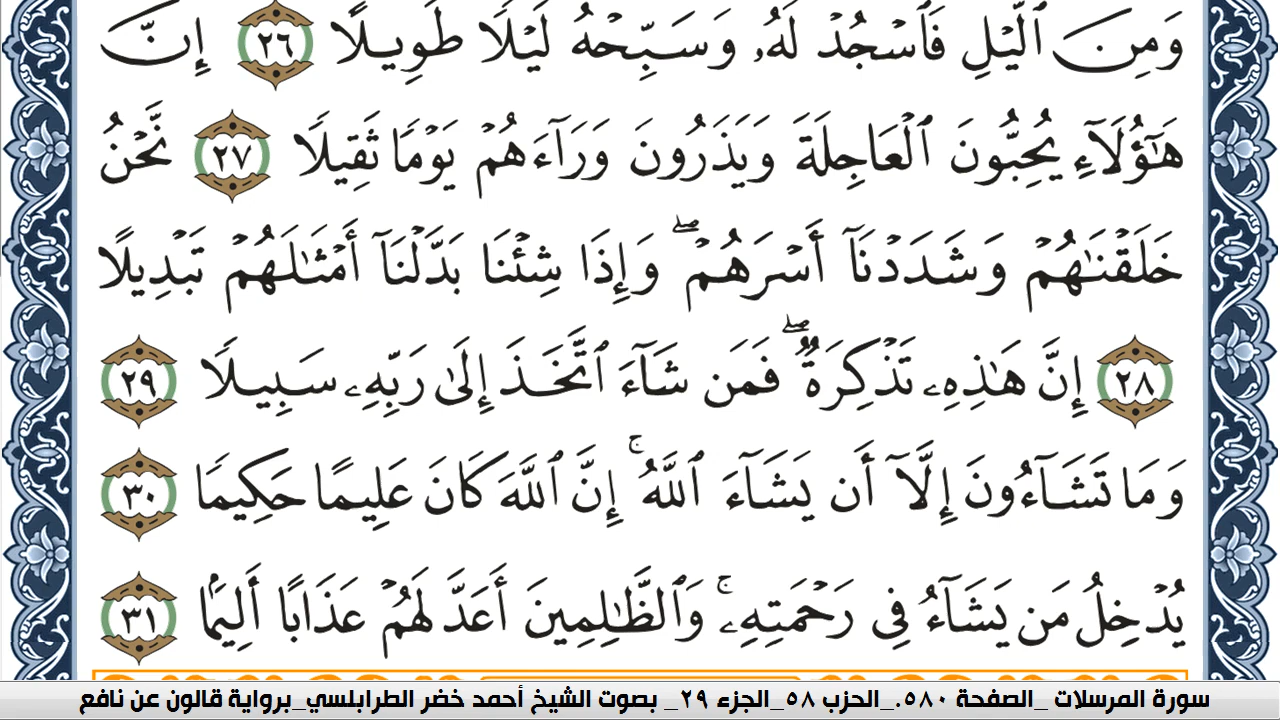 وَمِنَ ٱلَّيْلِ فَٱسْجُدْ لَهُۥ وَسَبِّحْهُ لَيْلًا طَوِيلًا ٢٦ إِنَّ
هَٰٓؤُلَآءِ يُحِبُّونَ ٱلْعَاجِلَةَ وَيَذَرُونَ وَرَآءَهُمْ يَوْمًا ثَقِيلًا ٢٧ نَّحْنُ
خَلَقْنَٰهُمْ وَشَدَدْنَآ أَسْرَهُمْۖ وَإِذَا شِئْنَا بَدَّلْنَآ أَمْثَٰلَهُمْ تَبْدِيلًا
٢٨ إِنَّ هَٰذِهِۦ تَذْكِرَةٌۖ فَمَن شَآءَ ٱتَّخَذَ إِلَىٰ رَبِّهِۦ سَبِيلًا ٢٩
وَمَا تَشَآءُونَ إِلَّآ أَن يَشَآءَ ٱللَّهُۚ إِنَّ ٱللَّهَ كَانَ عَلِيمًا حَكِيمًا ٣٠
يُدْخِلُ مَن يَشَآءُ فِى رَحْمَتِهِۦۚ وَٱلظَّٰلِمِينَ أَعَدَّ لَهُمْ عَذَابًا أَلِيمًۢا ٣١
سورة المرسلات _الصفحة ٥٨٠._الحزب ٥٨_الجزء ٢٩_ بصوت الشيخ أحمد خضر الطرابلسي_برواية قالون عن نافع